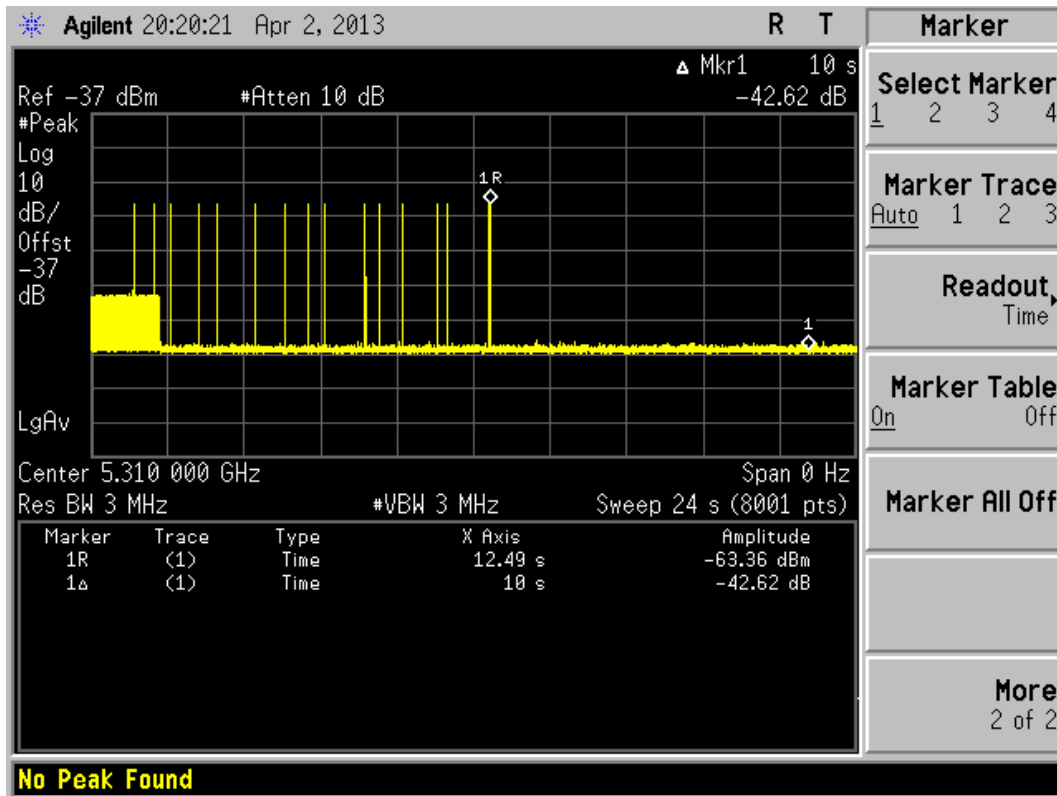 Agilent 20:20:21 Apr 2, 2013 R T
Δ Mkr1 10 s
Ref -37 dBm #Atten 10 dB -42.62 dB
#Peak
Log
10
dB/
Offst
-37
dB
1R
1
LgAv
Center 5.310 000 GHz Span 0 Hz
Res BW 3 MHz #VBW 3 MHz Sweep 24 s (8001 pts)
Marker Trace Type X Axis Amplitude
1R (1) Time 12.49 s -63.36 dBm
1Δ (1) Time 10 s -42.62 dB
No Peak Found
Marker
Select Marker
1 2 3 4
Marker Trace
Auto 1 2 3
Readout
Time
Marker Table
On Off
Marker All Off
More
2 of 2